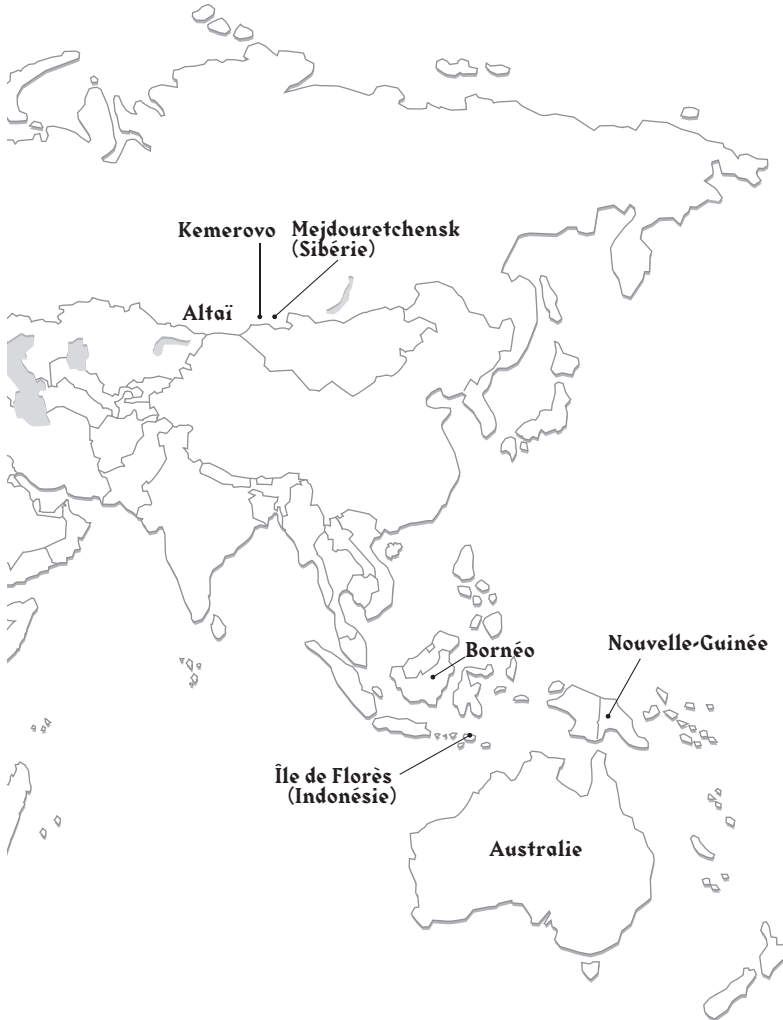 Kemerovo
Mejdouretchensk
(Sibérie)
Altaï
Bornéo
Nouvelle-Guinée
Île de Florès
(Indonésie)
Australie